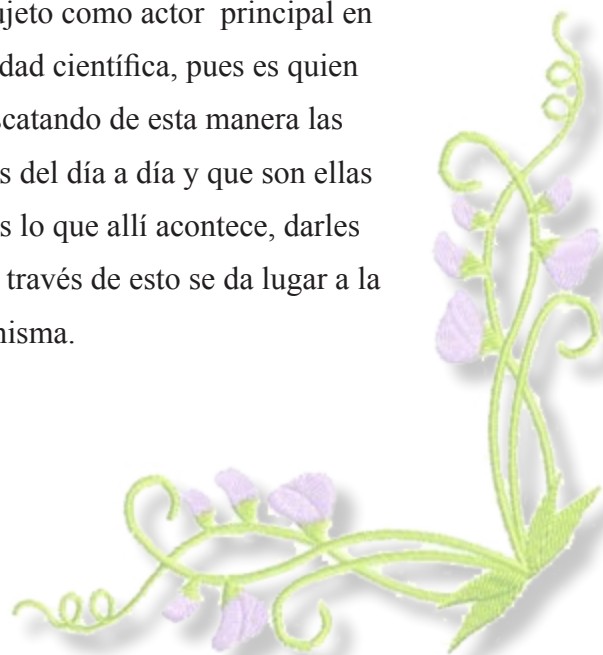 ujeto como actor principal en
dad científica, pues es quien
scatando de esta manera las
s del día a día y que son ellas
s lo que allí acontece, darles
través de esto se da lugar a la
nisma.